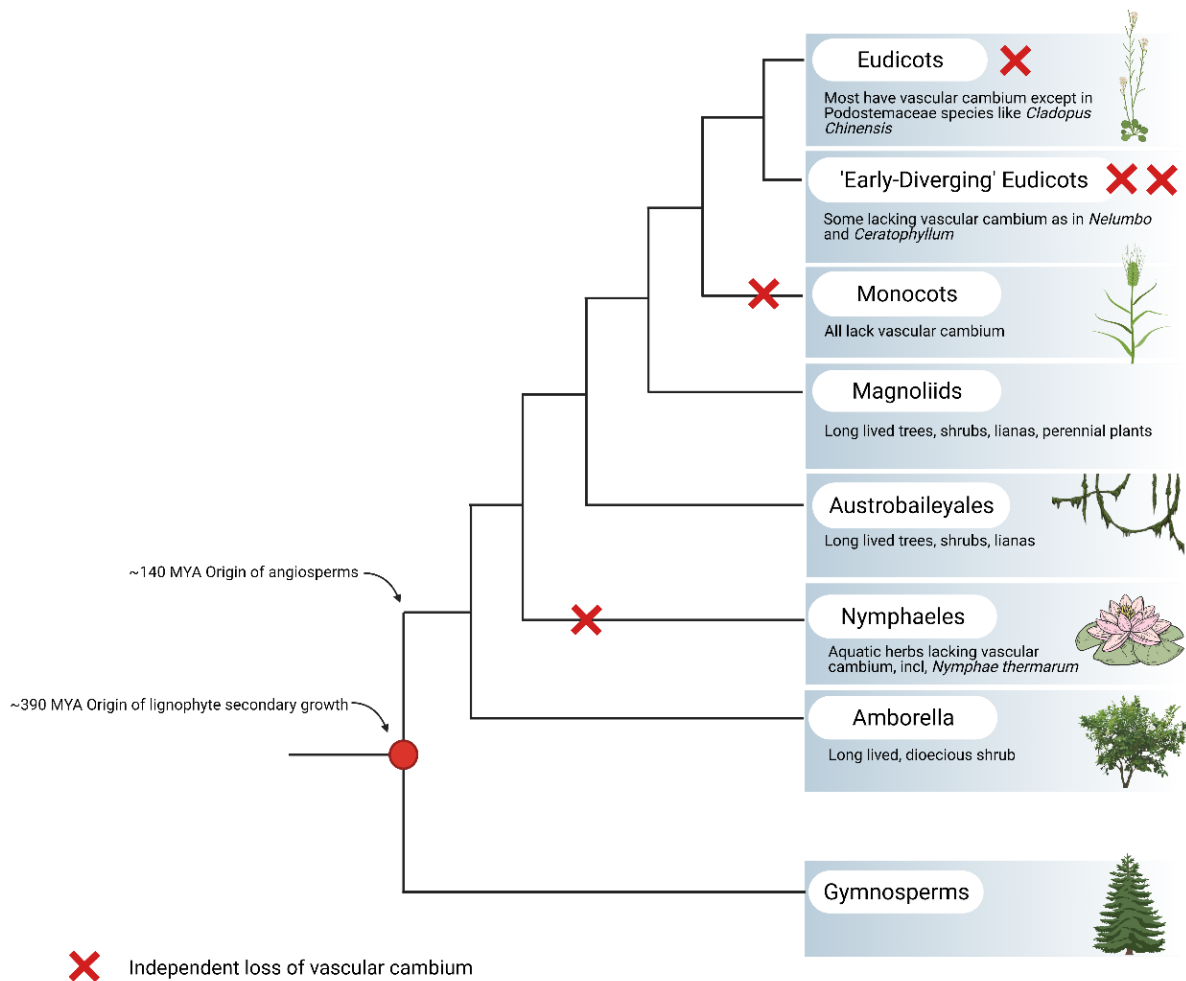 Eudicots
Most have vascular cambium except in
Podostemaceae species like Cladopus
Chinensis
'Early-Diverging' Eudicots
Some lacking vascular cambium as in Nelumbo
and Ceratophyllum
Monocots
All lack vascular cambium
Magnoliids
Long lived trees, shrubs, lianas, perennial plants
Austrobaileyales
Long lived trees, shrubs, lianas
~140 MYA Origin of angiosperms
Nymphaeles
Aquatic herbs lacking vascular
cambium, incl, Nymphae thermarum
~390 MYA Origin of lignophyte secondary growth
Amborella
Long lived, dioecious shrub
Gymnosperms
Independent loss of vascular cambium